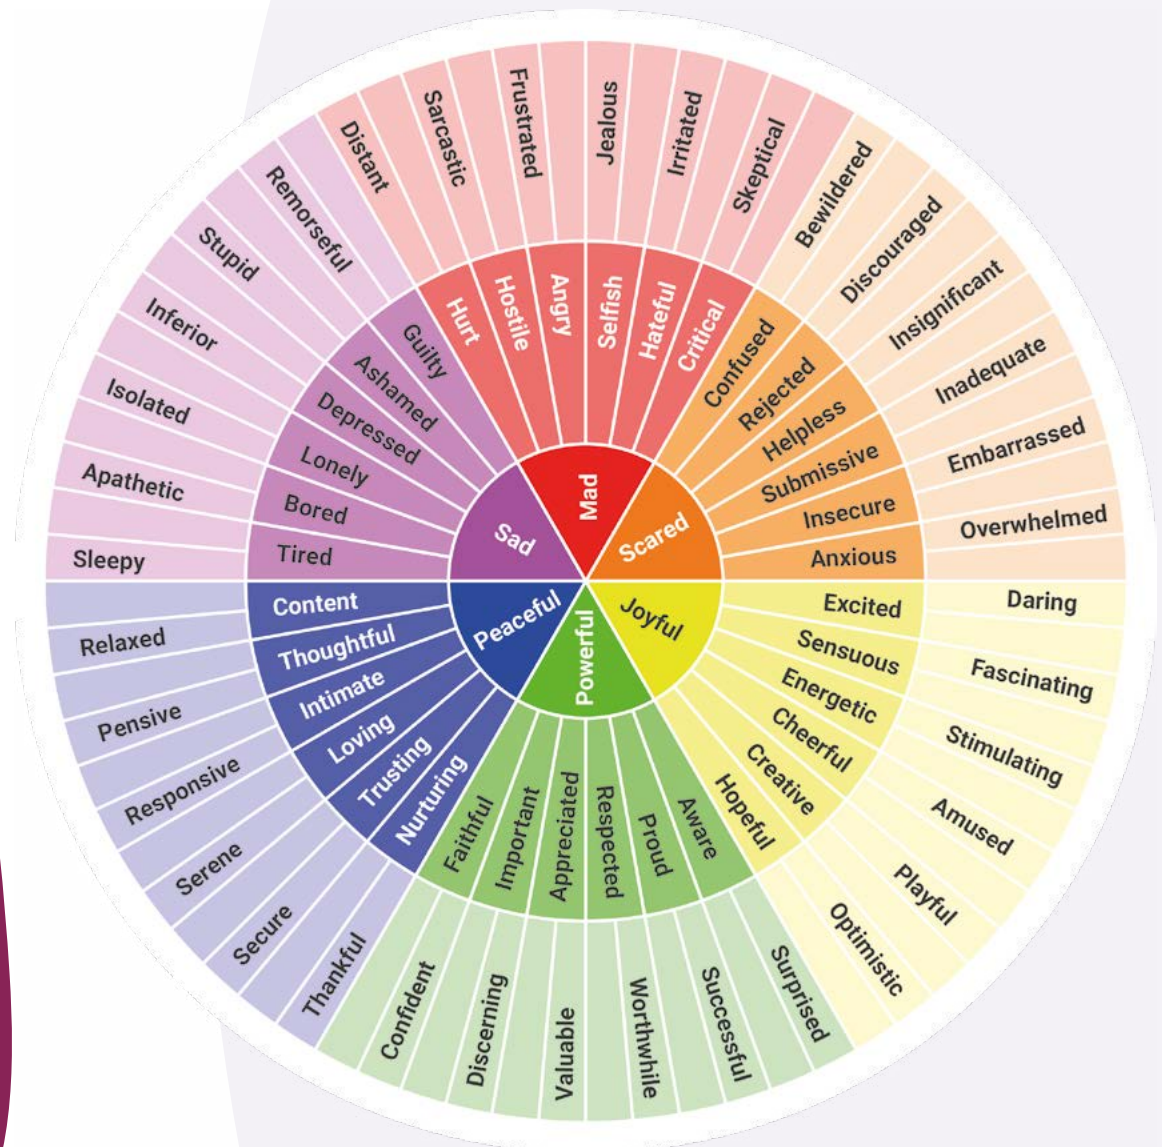 Mad
Scared
Joyful
Powerful
Peaceful
Sad
Hurt
Hostile
Angry
Selfish
Hateful
Critical
Confused
Rejected
Helpless
Submissive
Insecure
Anxious
Excited
Sensuous
Energetic
Cheerful
Creative
Hopeful
Aware
Proud
Respected
Appreciated
Important
Faithful
Nurturing
Trusting
Loving
Intimate
Thoughtful
Content
Tired
Bored
Lonely
Depressed
Ashamed
Guilty
Distant
Sarcastic
Frustrated
Jealous
Irritated
Skeptical
Bewildered
Discouraged
Insignificant
Inadequate
Embarrassed
Overwhelmed
Daring
Fascinating
Stimulating
Amused
Playful
Optimistic
Surprised
Successful
Worthwhile
Valuable
Discerning
Confident
Thankful
Secure
Serene
Responsive
Pensive
Relaxed
Sleepy
Apathetic
Isolated
Inferior
Stupid
Remorseful